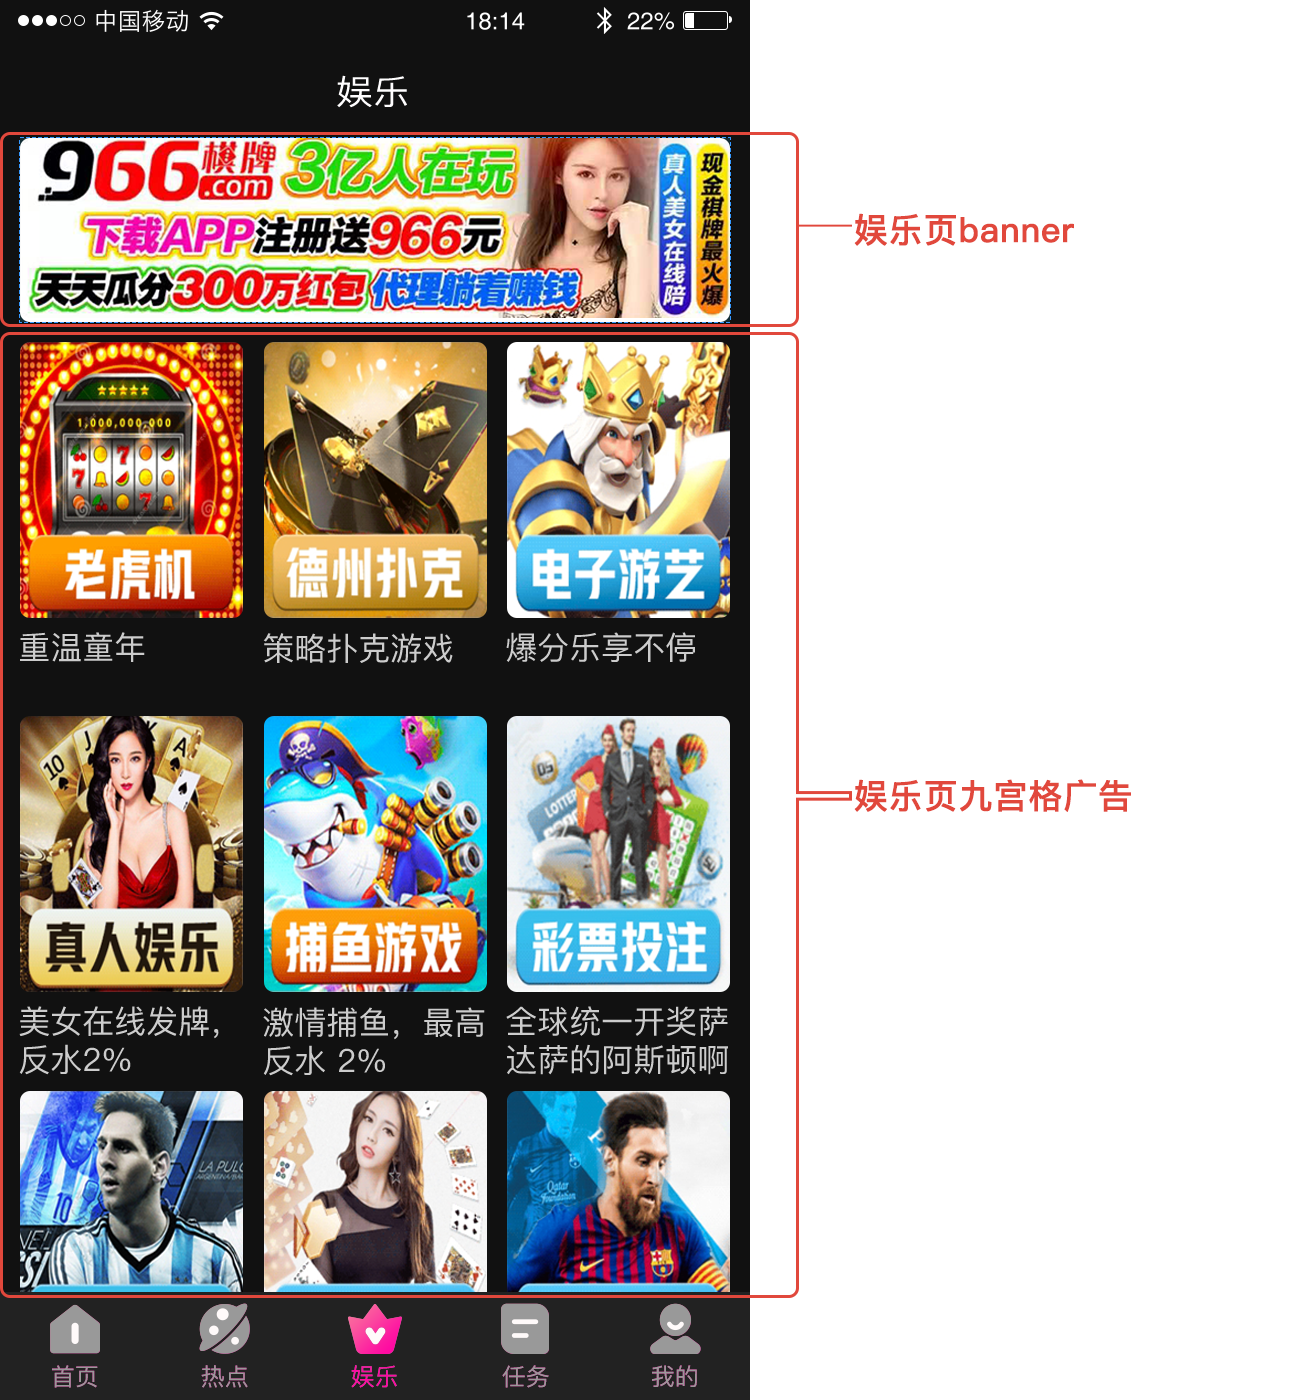 中国移动 18:14 22%
娱乐
966棋牌.com 3亿人在玩
下载APP注册送966元
天天瓜分300万红包 代理躺着赚钱
真人美女在线陪
现金棋牌最火爆
娱乐页banner
1,000,000,000
老虎机
德州扑克
电子游艺
重温童年
策略扑克游戏
爆分乐享不停
10 J K A
真人娱乐
捕鱼游戏
LOTTER
彩票投注
娱乐页九宫格广告
美女在线发牌，
反水2%
激情捕鱼，最高
反水 2%
全球统一开奖萨
达萨的阿斯顿啊
LA PULG
10
Qatar
Foundation
首页
热点
娱乐
任务
我的